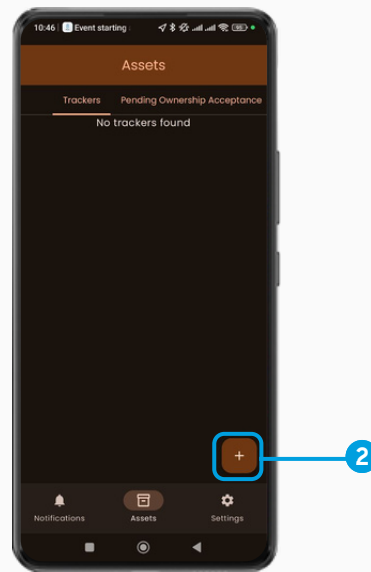 10:46 Event starting
Assets
Trackers Pending Ownership Acceptance
No trackers found
+
2
Notifications Assets Settings